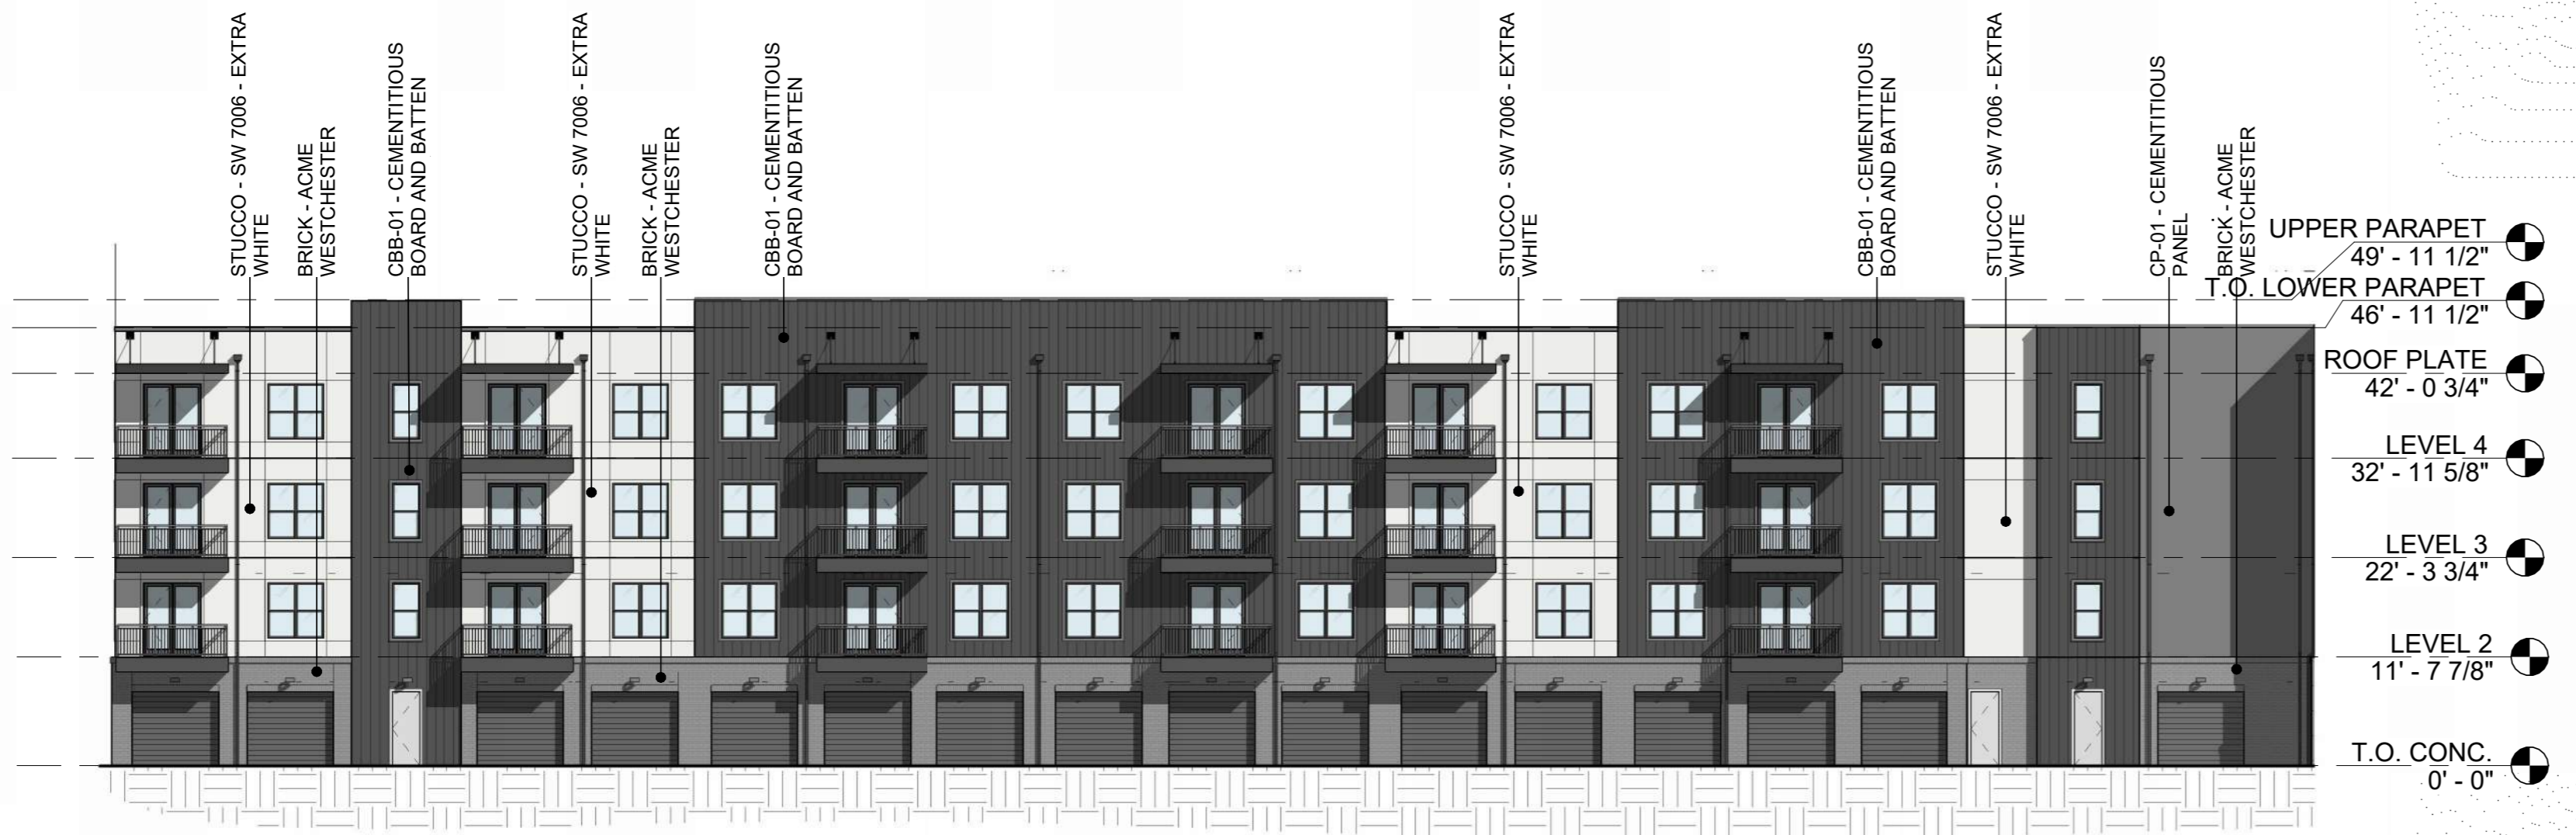 STUCCO - SW 7006 - EXTRA
WHITE
BRICK - ACME
WESTCHESTER
CBB-01 - CEMENTITIOUS
BOARD AND BATTEN
STUCCO - SW 7006 - EXTRA
WHITE
BRICK - ACME
WESTCHESTER
CBB-01 - CEMENTITIOUS
BOARD AND BATTEN
STUCCO - SW 7006 - EXTRA
WHITE
CBB-01 - CEMENTITIOUS
BOARD AND BATTEN
STUCCO - SW 7006 - EXTRA
WHITE
CP-01 - CEMENTITIOUS
PANEL
BRICK - ACME
WESTCHESTER
UPPER PARAPET
49' - 11 1/2"
T.O. LOWER PARAPET
46' - 11 1/2"
ROOF PLATE
42' - 0 3/4"
LEVEL 4
32' - 11 5/8"
LEVEL 3
22' - 3 3/4"
LEVEL 2
11' - 7 7/8"
T.O. CONC.
0' - 0"